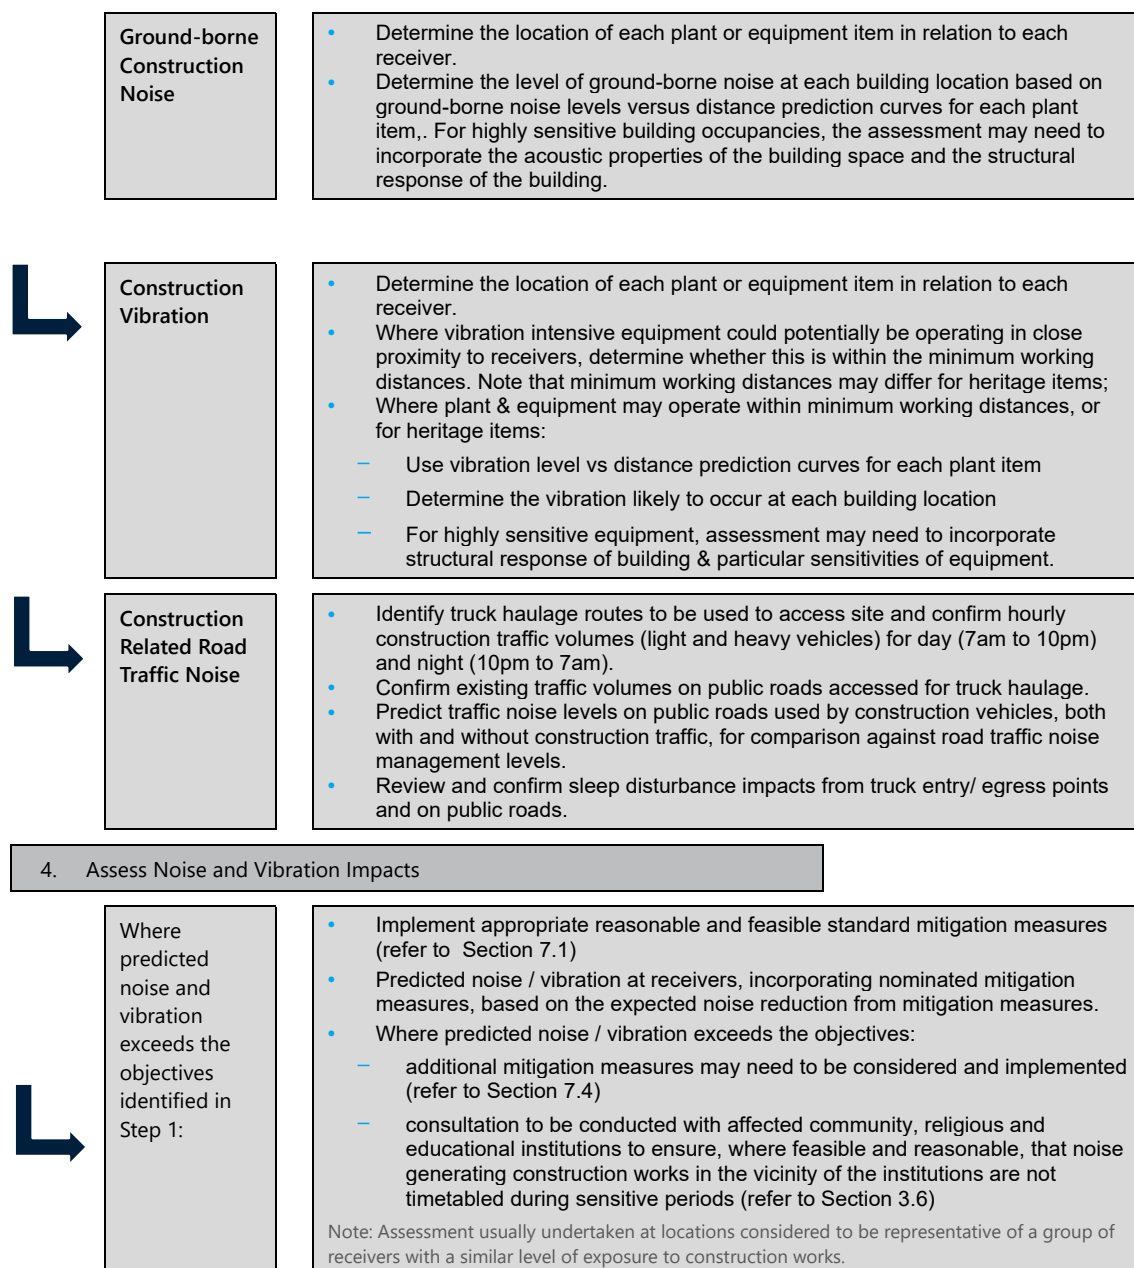 Ground-borne
Construction
Noise
• Determine the location of each plant or equipment item in relation to each
receiver.
• Determine the level of ground-borne noise at each building location based on
ground-borne noise levels versus distance prediction curves for each plant
item,. For highly sensitive building occupancies, the assessment may need to
incorporate the acoustic properties of the building space and the structural
response of the building.
Construction
Vibration
• Determine the location of each plant or equipment item in relation to each
receiver.
• Where vibration intensive equipment could potentially be operating in close
proximity to receivers, determine whether this is within the minimum working
distances. Note that minimum working distances may differ for heritage items;
• Where plant & equipment may operate within minimum working distances, or
for heritage items:
– Use vibration level vs distance prediction curves for each plant item
– Determine the vibration likely to occur at each building location
– For highly sensitive equipment, assessment may need to incorporate
structural response of building & particular sensitivities of equipment.
Construction
Related Road
Traffic Noise
• Identify truck haulage routes to be used to access site and confirm hourly
construction traffic volumes (light and heavy vehicles) for day (7am to 10pm)
and night (10pm to 7am).
• Confirm existing traffic volumes on public roads accessed for truck haulage.
• Predict traffic noise levels on public roads used by construction vehicles, both
with and without construction traffic, for comparison against road traffic noise
management levels.
• Review and confirm sleep disturbance impacts from truck entry/ egress points
and on public roads.
4. Assess Noise and Vibration Impacts
Where
predicted
noise and
vibration
exceeds the
objectives
identified in
Step 1:
• Implement appropriate reasonable and feasible standard mitigation measures
(refer to Section 7.1)
• Predicted noise / vibration at receivers, incorporating nominated mitigation
measures, based on the expected noise reduction from mitigation measures.
• Where predicted noise / vibration exceeds the objectives:
– additional mitigation measures may need to be considered and implemented
(refer to Section 7.4)
– consultation to be conducted with affected community, religious and
educational institutions to ensure, where feasible and reasonable, that noise
generating construction works in the vicinity of the institutions are not
timetabled during sensitive periods (refer to Section 3.6)
Note: Assessment usually undertaken at locations considered to be representative of a group of
receivers with a similar level of exposure to construction works.